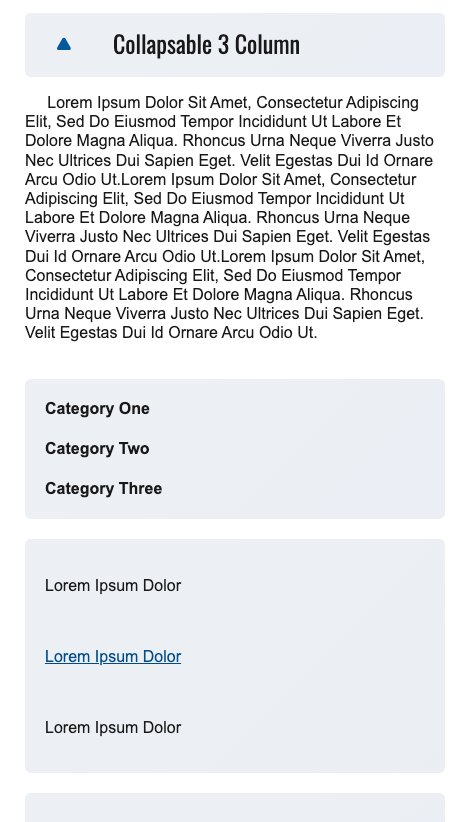 Collapsable 3 Column
Lorem Ipsum Dolor Sit Amet, Consectetur Adipiscing
Elit, Sed Do Eiusmod Tempor Incididunt Ut Labore Et
Dolore Magna Aliqua. Rhoncus Urna Neque Viverra Justo
Nec Ultrices Dui Sapien Eget. Velit Egestas Dui Id Ornare
Arcu Odio Ut.Lorem Ipsum Dolor Sit Amet, Consectetur
Adipiscing Elit, Sed Do Eiusmod Tempor Incididunt Ut
Labore Et Dolore Magna Aliqua. Rhoncus Urna Neque
Viverra Justo Nec Ultrices Dui Sapien Eget. Velit Egestas
Dui Id Ornare Arcu Odio Ut.Lorem Ipsum Dolor Sit Amet,
Consectetur Adipiscing Elit, Sed Do Eiusmod Tempor
Incididunt Ut Labore Et Dolore Magna Aliqua. Rhoncus
Urna Neque Viverra Justo Nec Ultrices Dui Sapien Eget.
Velit Egestas Dui Id Ornare Arcu Odio Ut.
Category One
Category Two
Category Three
Lorem Ipsum Dolor
Lorem Ipsum Dolor
Lorem Ipsum Dolor